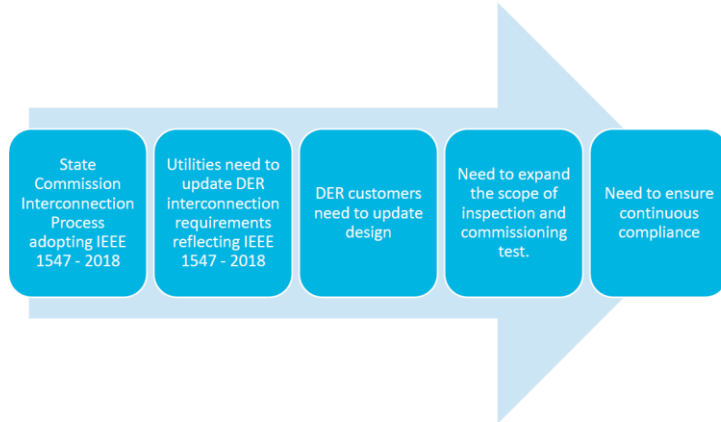 State
Commission
Interconnection
Process
adopting IEEE
1547 - 2018
Utilities need to
update DER
interconnection
requirements
reflecting IEEE
1547 - 2018
DER customers
need to update
design
Need to expand
the scope of
inspection and
commissioning
test.
Need to ensure
continuous
compliance